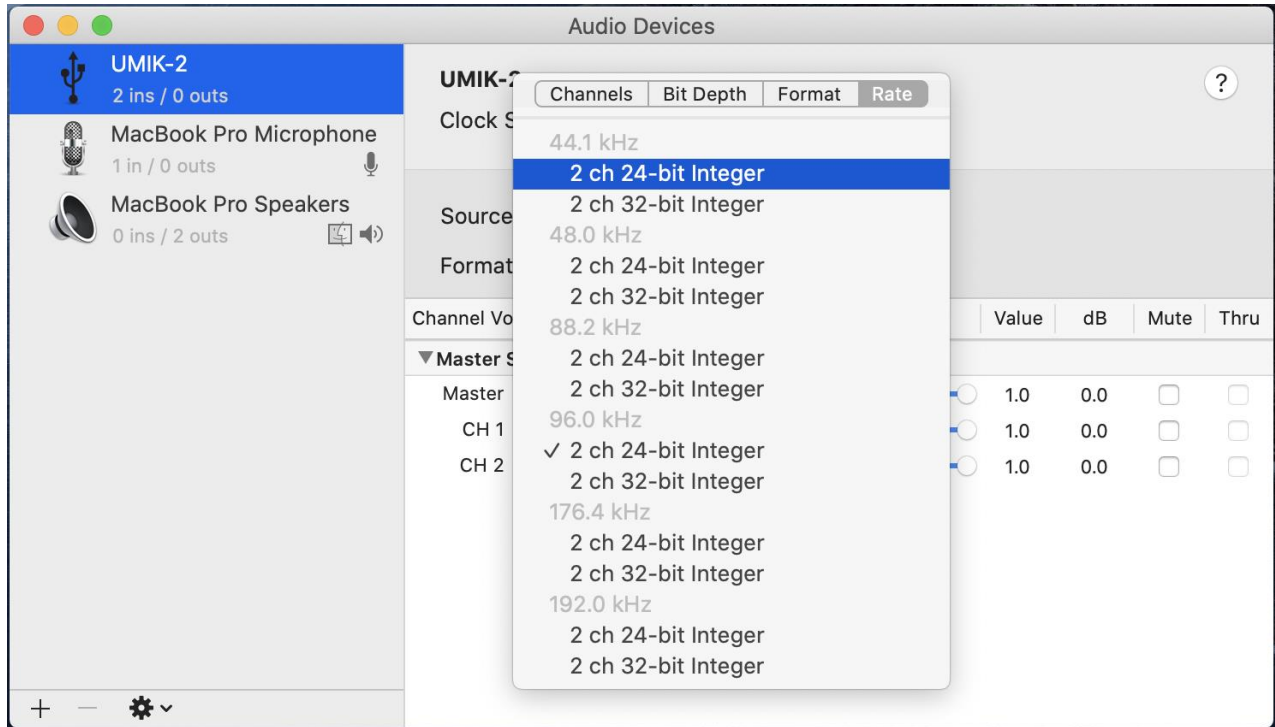 Audio Devices
UMIK-2
2 ins / 0 outs
MacBook Pro Microphone
1 in / 0 outs
MacBook Pro Speakers
0 ins / 2 outs
UMIK-2
?
Clock S
Source
Format
Channels Bit Depth Format Rate
44.1 kHz
2 ch 24-bit Integer
2 ch 32-bit Integer
48.0 kHz
2 ch 24-bit Integer
2 ch 32-bit Integer
88.2 kHz
2 ch 24-bit Integer
2 ch 32-bit Integer
96.0 kHz
✓ 2 ch 24-bit Integer
2 ch 32-bit Integer
176.4 kHz
2 ch 24-bit Integer
2 ch 32-bit Integer
192.0 kHz
2 ch 24-bit Integer
2 ch 32-bit Integer
Channel Vo Value dB Mute Thru
Master S
Master 1.0 0.0
CH 1 1.0 0.0
CH 2 1.0 0.0